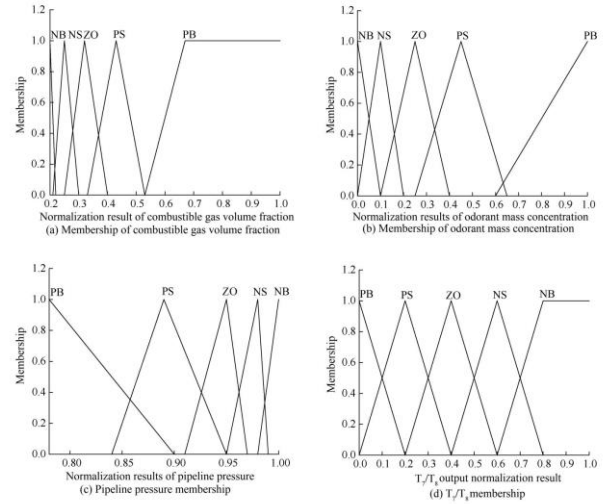 NB NS ZO PS PB
Membership
1.0
0.8
0.6
0.4
0.2
0.0
0.2 0.3 0.4 0.5 0.6 0.7 0.8 0.9 1.0
Normalization result of combustible gas volume fraction
(a) Membership of combustible gas volume fraction
NB NS ZO PS PB
Membership
1.2
1.0
0.8
0.6
0.4
0.2
0.0
0.0 0.1 0.2 0.3 0.4 0.5 0.6 0.7 0.8 0.9 1.0
Normalization results of odorant mass concentration
(b) Membership of odorant mass concentration
PB PS ZO NS NB
Membership
1.2
1.0
0.8
0.6
0.4
0.2
0.0
0.80 0.85 0.90 0.95 1.00
Normalization results of pipeline pressure
(c) Pipeline pressure membership
PB PS ZO NS NB
Membership
1.2
1.0
0.8
0.6
0.4
0.2
0.0
0.0 0.1 0.2 0.3 0.4 0.5 0.6 0.7 0.8 0.9 1.0
T7/T8 output normalization result
(d) T7/T8 membership